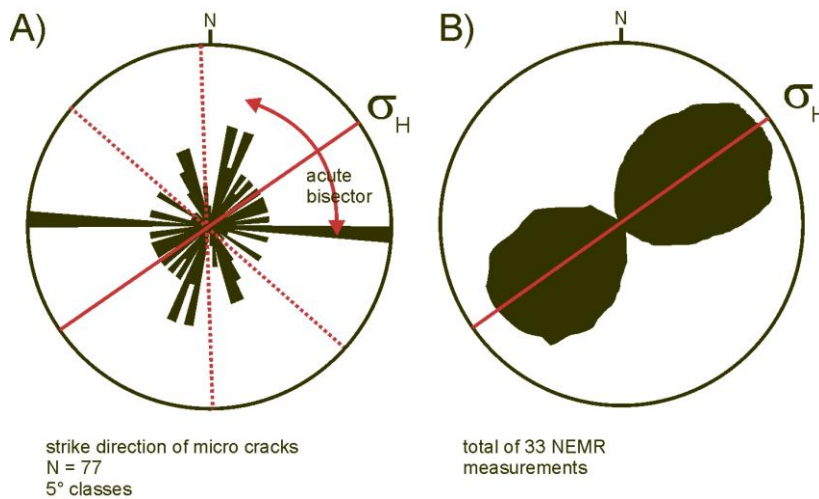 A)
N
σH
acute
bisector
strike direction of micro cracks
N = 77
5° classes
B)
N
σH
total of 33 NEMR
measurements